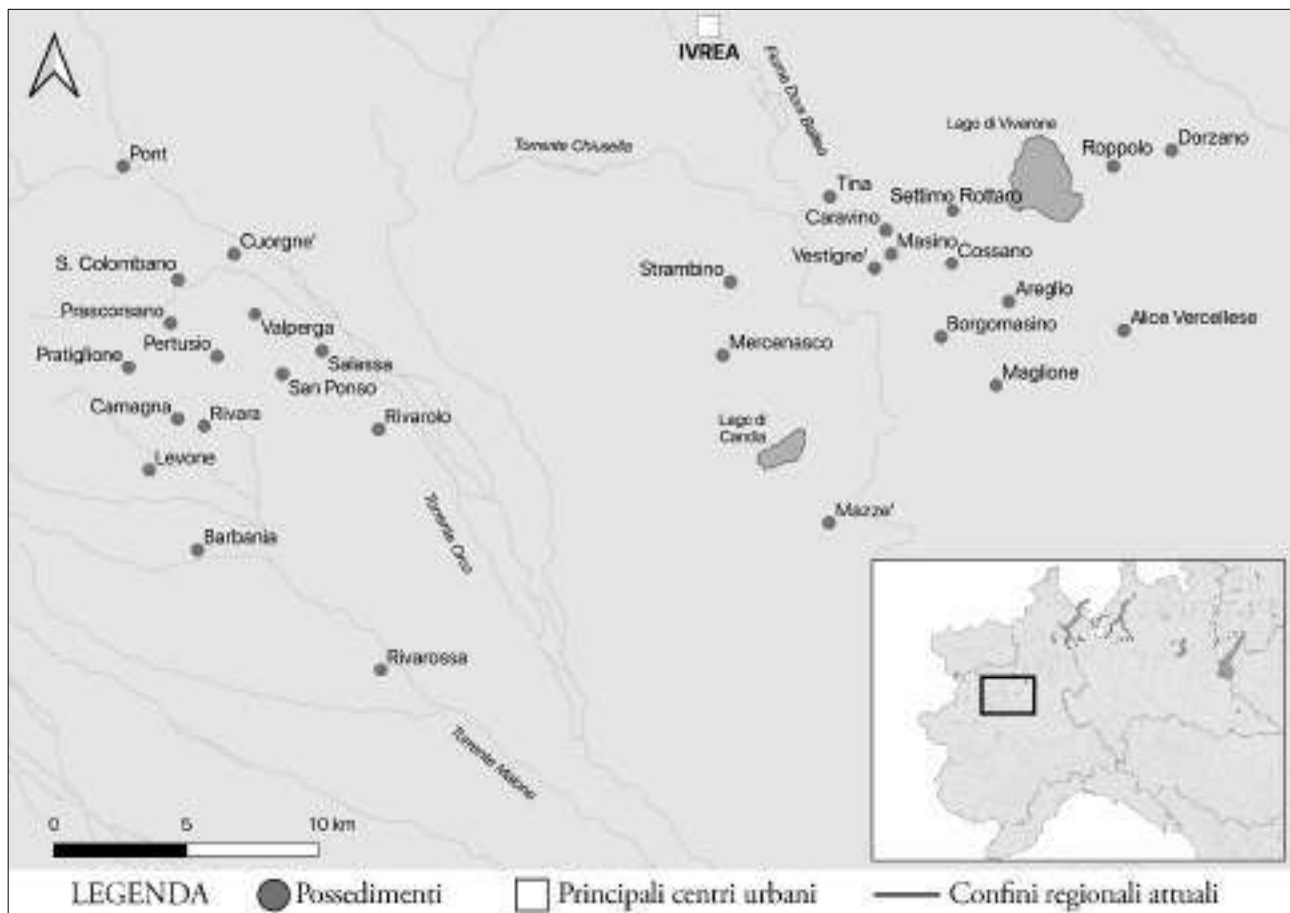 IVREA
Fiume Dora Baltea
Torrente Chiusella
Lago di Viverone
Pont
Roppolo
Dorzano
Tina
Settimo Rottaro
Caravino
Masino
Cossano
Vestigne'
Cuorgne'
S. Colombano
Strambino
Areglio
Prascorsano
Valperga
Borgomasino
Alice Vercellese
Pertusio
Salassa
Mercenasco
Pratiglione
San Ponso
Maglione
Camagna
Rivara
Rivarolo
Lago di
Candia
Levone
Torrente Orco
Mazze'
Barbania
Rivarossa
Torrente Malone
0 5 10 km
LEGENDA Possedimenti Principali centri urbani Confini regionali attuali